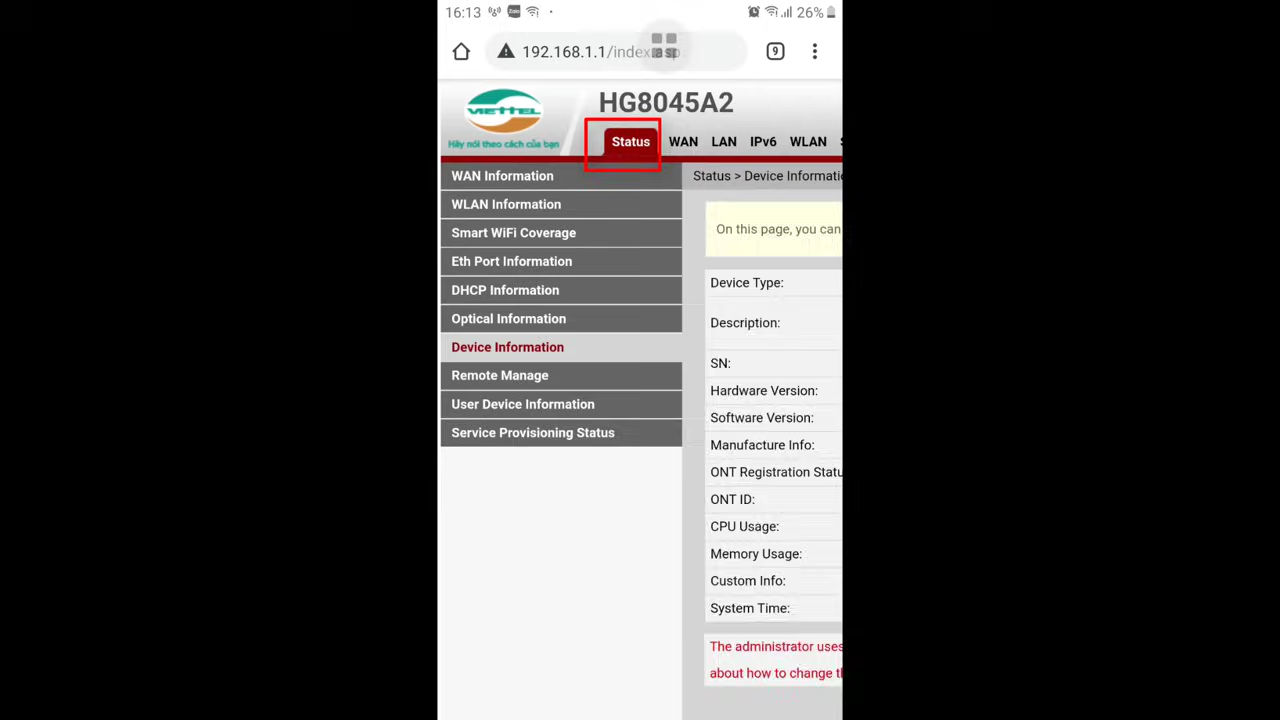 16:13 Zalo 26%
192.168.1.1/index.asp 9
HG8045A2
VIETTEL
Hãy nói theo cách của bạn
Status WAN LAN IPv6 WLAN
WAN Information
Status > Device Informatio
WLAN Information
Smart WiFi Coverage
On this page, you can
Eth Port Information
DHCP Information
Device Type:
Optical Information
Description:
Device Information
SN:
Remote Manage
Hardware Version:
User Device Information
Software Version:
Service Provisioning Status
Manufacture Info:
ONT Registration Statu
ONT ID:
CPU Usage:
Memory Usage:
Custom Info:
System Time:
The administrator uses
about how to change th